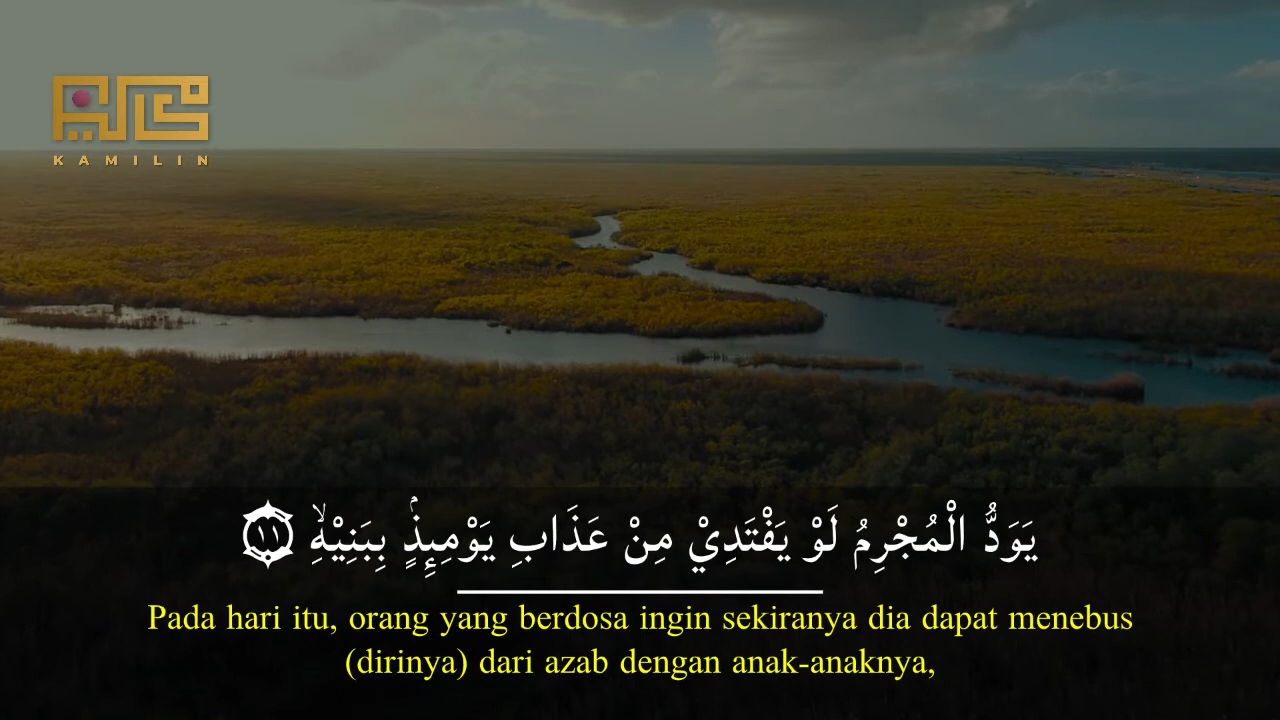 KAMILIN
يَوَدُّ الْمُجْرِمُ لَوْ يَفْتَدِيْ مِنْ عَذَابِ يَوْمِىِٕذٍۢ بِبَنِيْهِۙ ۝١١
Pada hari itu, orang yang berdosa ingin sekiranya dia dapat menebus
(dirinya) dari azab dengan anak-anaknya,